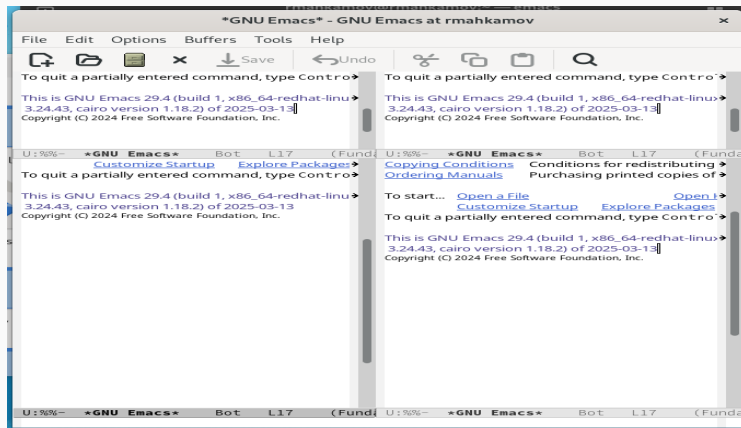 rmahkamov@rmahkamov:~ — emacs
*GNU Emacs* - GNU Emacs at rmahkamov
File Edit Options Buffers Tools Help
Save Undo
To quit a partially entered command, type Contro
This is GNU Emacs 29.4 (build 1, x86_64-redhat-linu
3.24.43, cairo version 1.18.2) of 2025-03-13
Copyright (C) 2024 Free Software Foundation, Inc.
U:%%- *GNU Emacs* Bot L17 (Funda
To quit a partially entered command, type Contro
This is GNU Emacs 29.4 (build 1, x86_64-redhat-linux
3.24.43, cairo version 1.18.2) of 2025-03-13
Copyright (C) 2024 Free Software Foundation, Inc.
U:%%- *GNU Emacs* Bot L17 (Fund
Customize Startup Explore Packages
To quit a partially entered command, type Contro
This is GNU Emacs 29.4 (build 1, x86_64-redhat-linu
3.24.43, cairo version 1.18.2) of 2025-03-13
Copyright (C) 2024 Free Software Foundation, Inc.
U:%%- *GNU Emacs* Bot L17 (Funda
Copying Conditions Conditions for redistributing
Ordering Manuals Purchasing printed copies of
To start... Open a File Open
Customize Startup Explore Packages
To quit a partially entered command, type Contro
This is GNU Emacs 29.4 (build 1, x86_64-redhat-linux
3.24.43, cairo version 1.18.2) of 2025-03-13
Copyright (C) 2024 Free Software Foundation, Inc.
U:%%- *GNU Emacs* Bot L17 (Fund